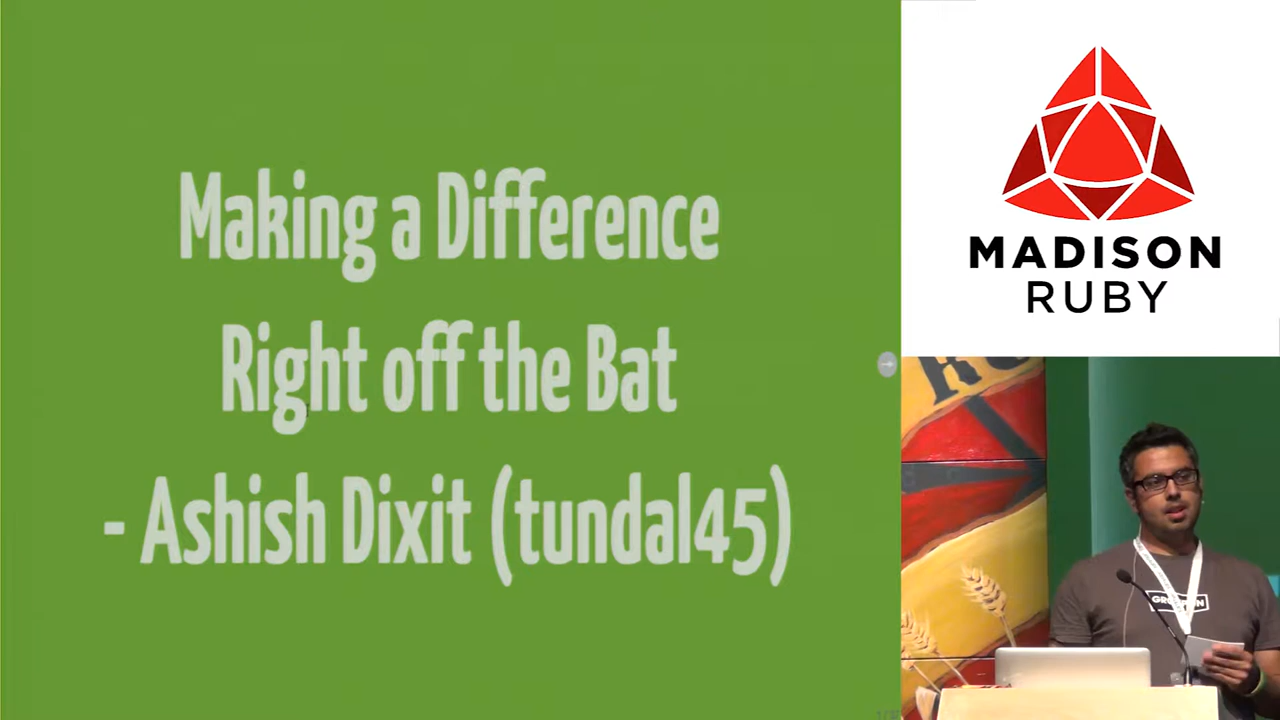 Making a Difference
Right off the Bat
- Ashish Dixit (tundal45)
MADISON
RUBY